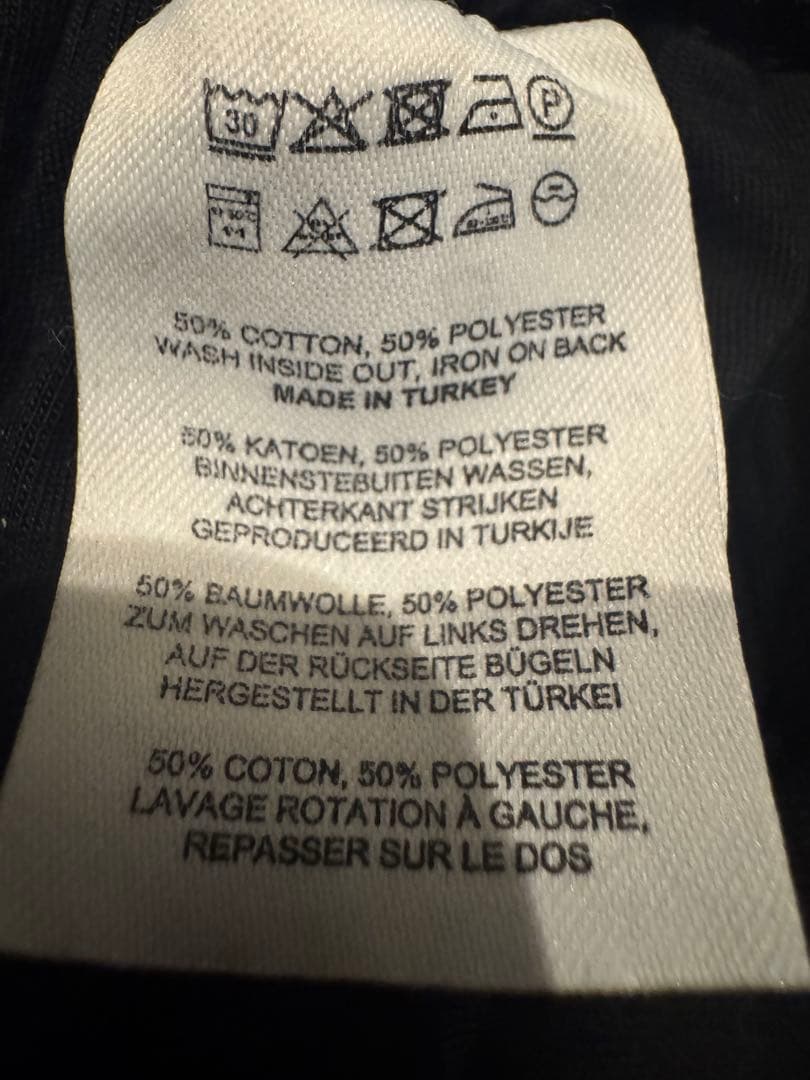 30
P
50% COTTON, 50% POLYESTER
WASH INSIDE OUT, IRON ON BACK
MADE IN TURKEY
50% KATOEN, 50% POLYESTER
BINNENSTEBUITEN WASSEN,
ACHTERKANT STRIJKEN
GEPRODUCEERD IN TURKIJE
50% BAUMWOLLE, 50% POLYESTER
ZUM WASCHEN AUF LINKS DREHEN,
AUF DER RÜCKSEITE BÜGELN
HERGESTELLT IN DER TÜRKEI
50% COTON, 50% POLYESTER
LAVAGE ROTATION À GAUCHE,
REPASSER SUR LE DOS